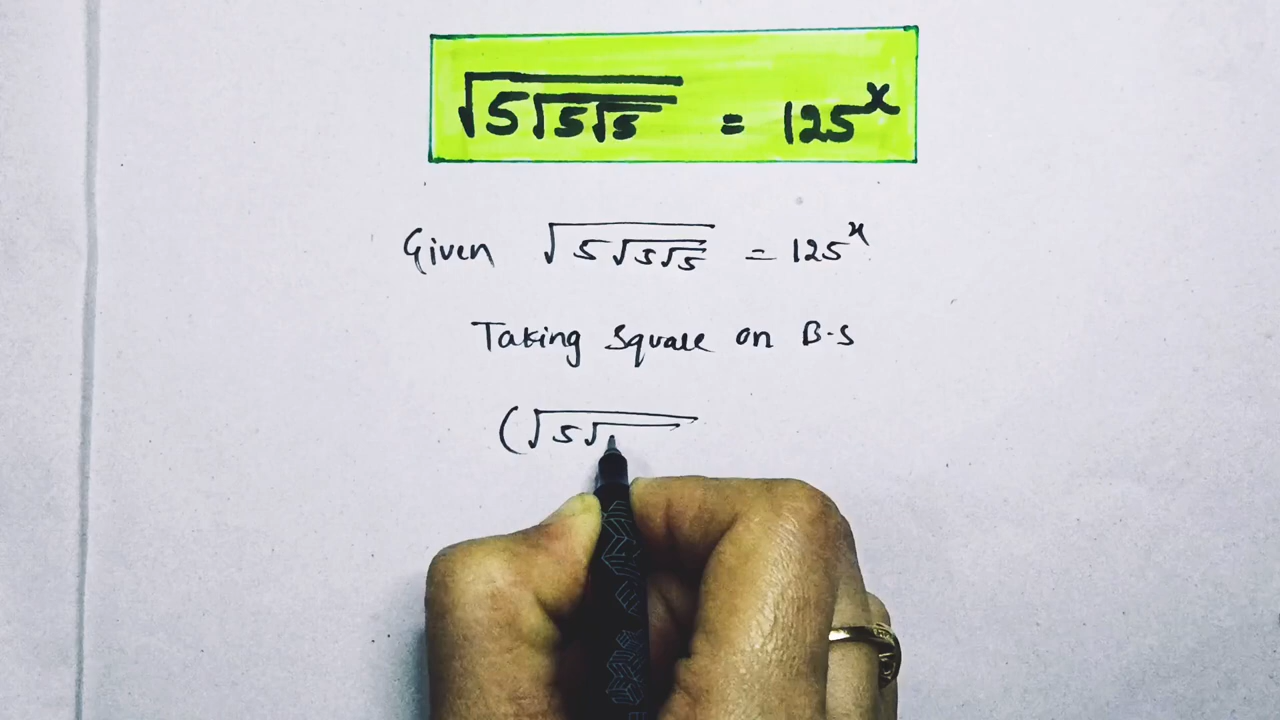 √5√5√5 = 125^x
Given √5√5√5 = 125^x
Taking Square on B.S
(√5√